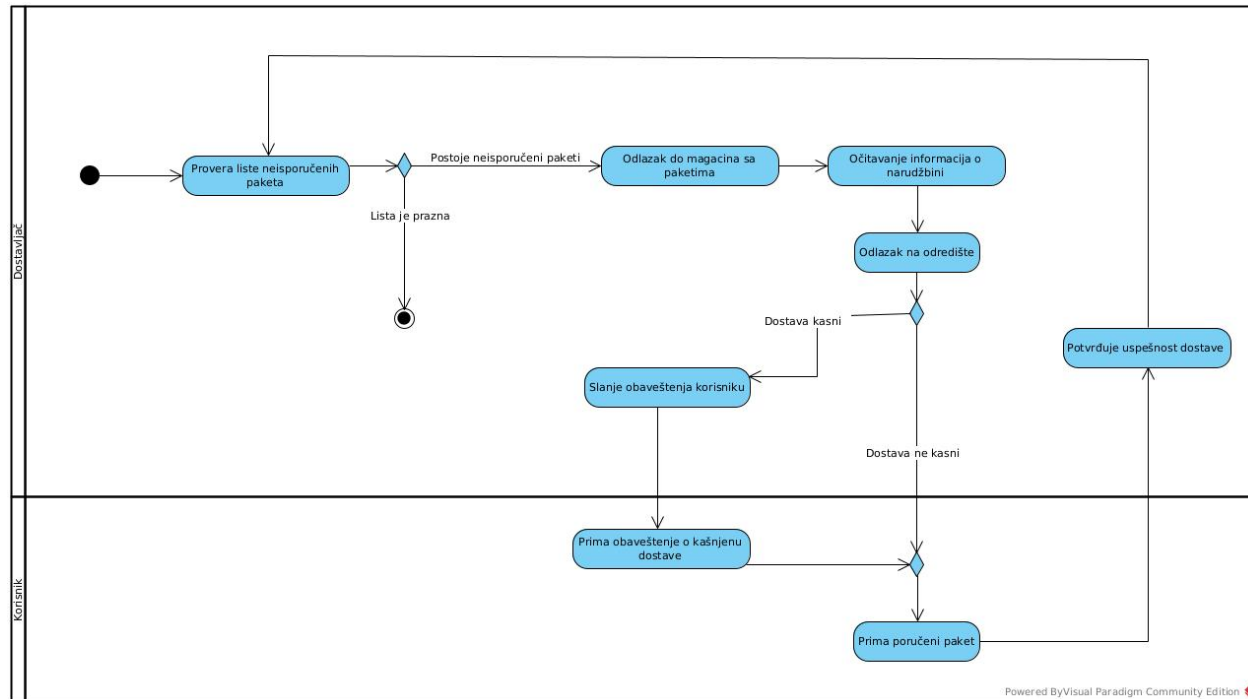 Dostavljač
Provera liste neisporučenih
paketa
Postoje neisporučeni paketi
Odlazak do magacina sa
paketima
Očitavanje informacija o
narudžbini
Lista je prazna
Odlazak na odredište
Dostava kasni
Potvrđuje uspešnost dostave
Slanje obaveštenja korisniku
Dostava ne kasni
Korisnik
Prima obaveštenje o kašnjenu
dostave
Prima poručeni paket
Powered ByVisual Paradigm Community Edition